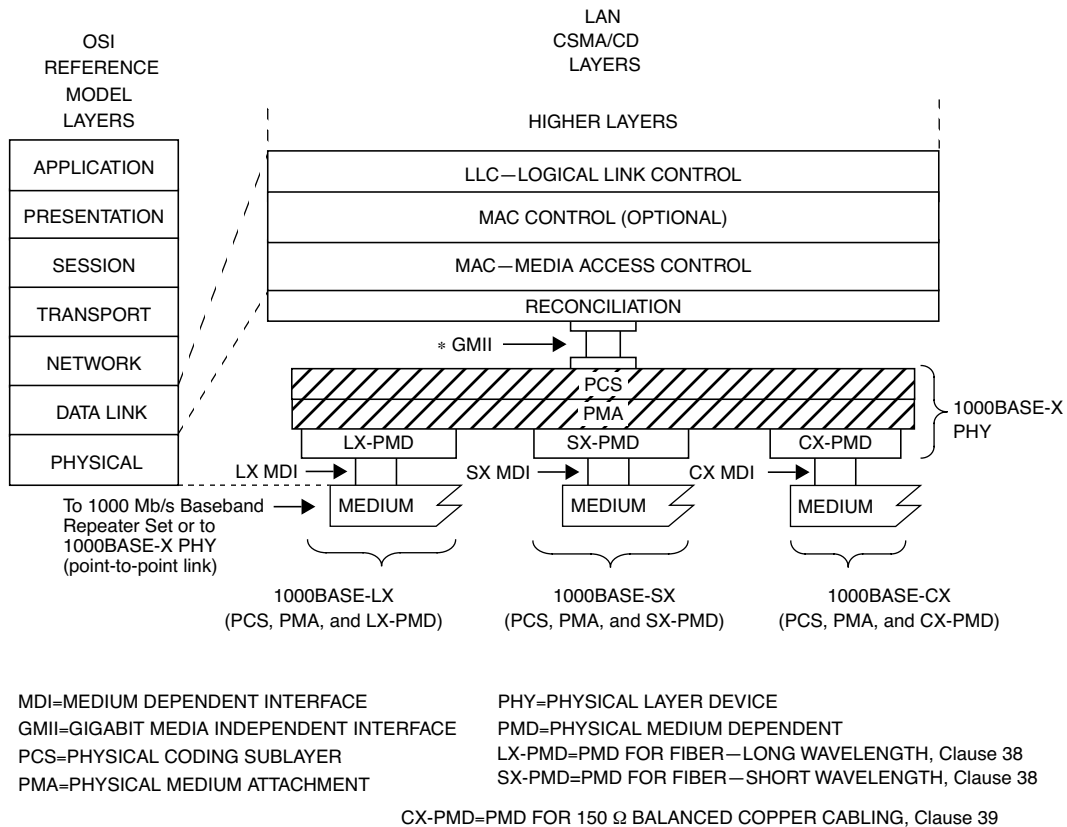 OSI
REFERENCE
MODEL
LAYERS
LAN
CSMA/CD
LAYERS
HIGHER LAYERS
APPLICATION
PRESENTATION
SESSION
TRANSPORT
NETWORK
DATA LINK
PHYSICAL
LLC—LOGICAL LINK CONTROL
MAC CONTROL (OPTIONAL)
MAC—MEDIA ACCESS CONTROL
RECONCILIATION
* GMII
PCS
PMA
LX-PMD
SX-PMD
CX-PMD
1000BASE-X
PHY
LX MDI
SX MDI
CX MDI
MEDIUM
MEDIUM
MEDIUM
To 1000 Mb/s Baseband
Repeater Set or to
1000BASE-X PHY
(point-to-point link)
1000BASE-LX
(PCS, PMA, and LX-PMD)
1000BASE-SX
(PCS, PMA, and SX-PMD)
1000BASE-CX
(PCS, PMA, and CX-PMD)
MDI=MEDIUM DEPENDENT INTERFACE
GMII=GIGABIT MEDIA INDEPENDENT INTERFACE
PCS=PHYSICAL CODING SUBLAYER
PMA=PHYSICAL MEDIUM ATTACHMENT
PHY=PHYSICAL LAYER DEVICE
PMD=PHYSICAL MEDIUM DEPENDENT
LX-PMD=PMD FOR FIBER—LONG WAVELENGTH, Clause 38
SX-PMD=PMD FOR FIBER—SHORT WAVELENGTH, Clause 38
CX-PMD=PMD FOR 150 Ω BALANCED COPPER CABLING, Clause 39